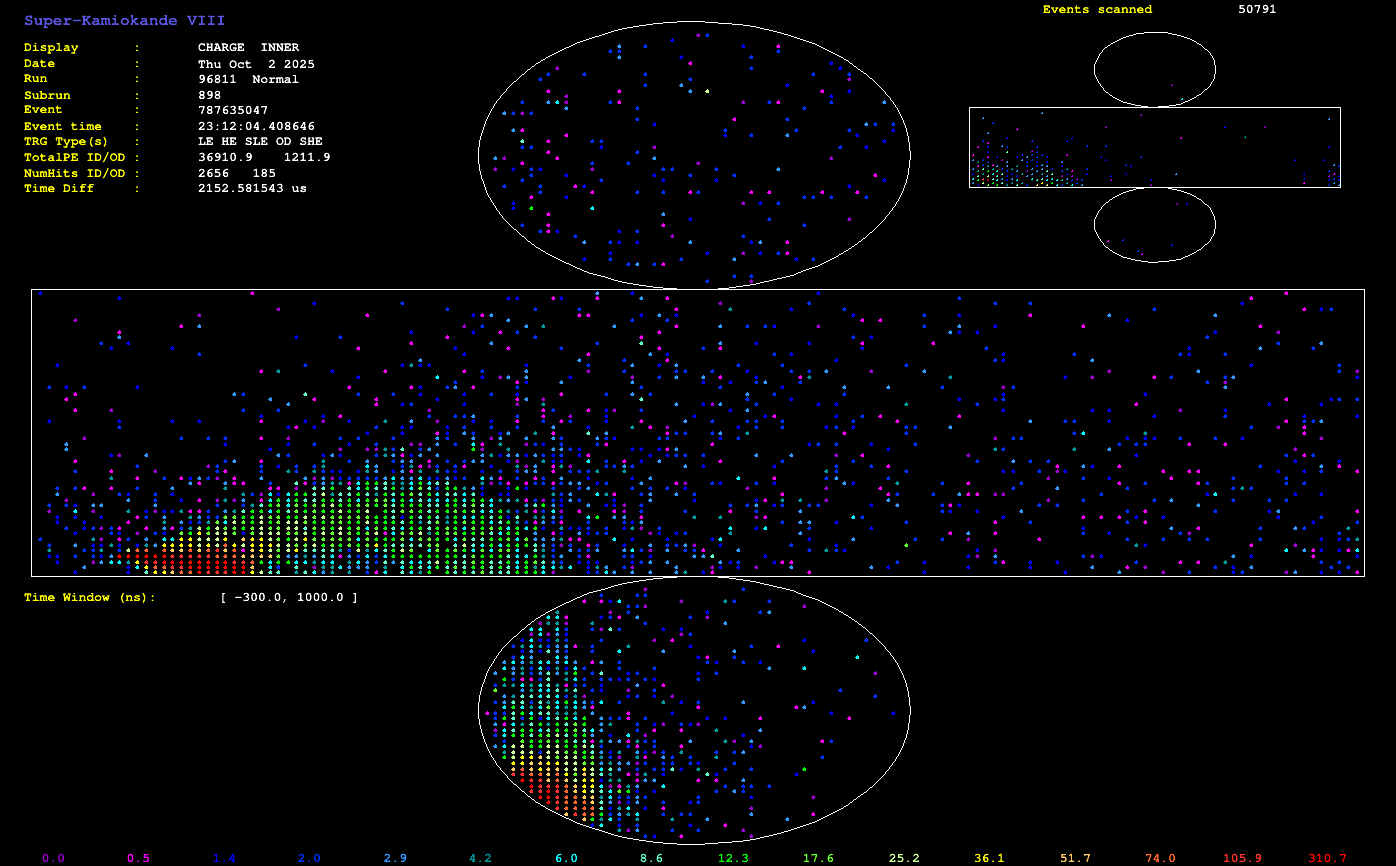 Super-Kamiokande VIII
Events scanned 50791
Display : CHARGE INNER
Date : Thu Oct 2 2025
Run : 96811 Normal
Subrun : 898
Event : 787635047
Event time : 23:12:04.408646
TRG Type(s) : LE HE SLE OD SHE
TotalPE ID/OD : 36910.9 1211.9
NumHits ID/OD : 2656 185
Time Diff : 2152.581543 us
Time Window (ns): [ -300.0, 1000.0 ]
0.0 0.5 1.4 2.0 2.9 4.2 6.0 8.6 12.3 17.6 25.2 36.1 51.7 74.0 105.9 310.7